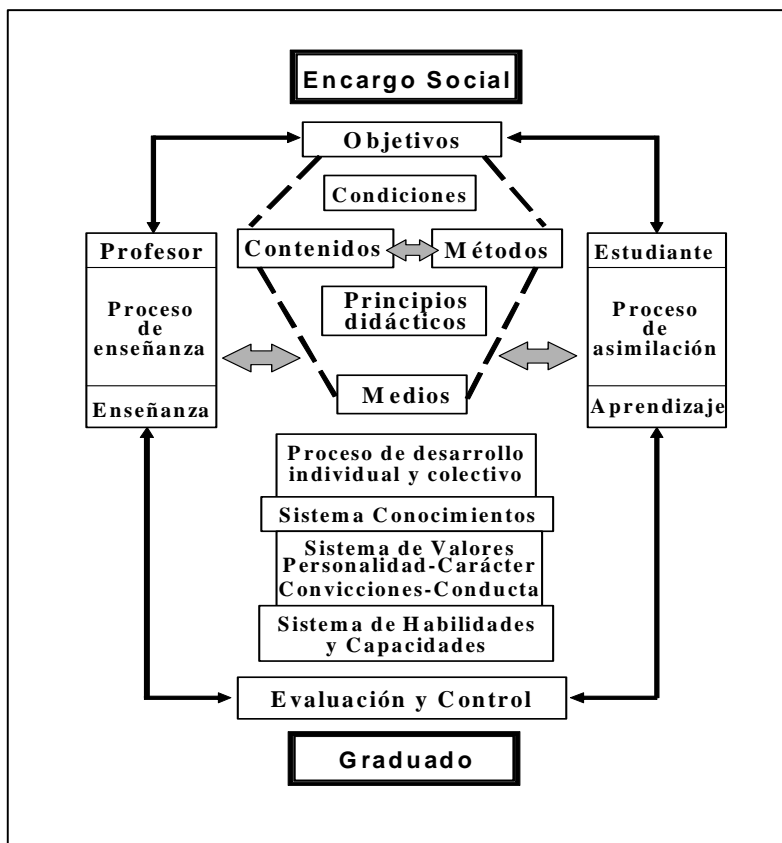 Encargo Social
Objetivos
Condiciones
Profesor
Contenidos
Métodos
Estudiante
Proceso
de
enseñanza
Principios
didácticos
Proceso
de
asimilación
Enseñanza
Medios
Aprendizaje
Proceso de desarrollo
individual y colectivo
Sistema Conocimientos
Sistema de Valores
Personalidad-Carácter
Convicciones-Conducta
Sistema de Habilidades
y Capacidades
Evaluación y Control
Graduado